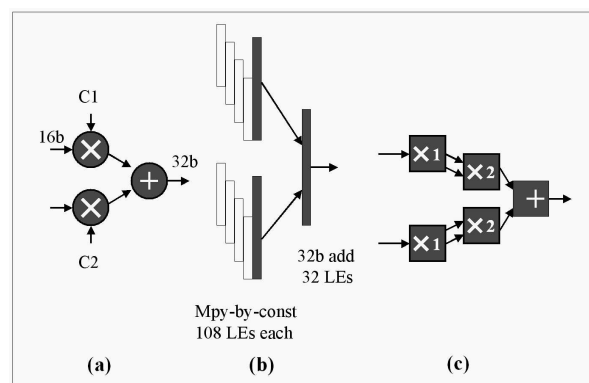 C1
16b
×
+
32b
×
C2
(a)
Mpy-by-const
108 LEs each
32b add
32 LEs
(b)
×1
×2
+
×1
×2
(c)